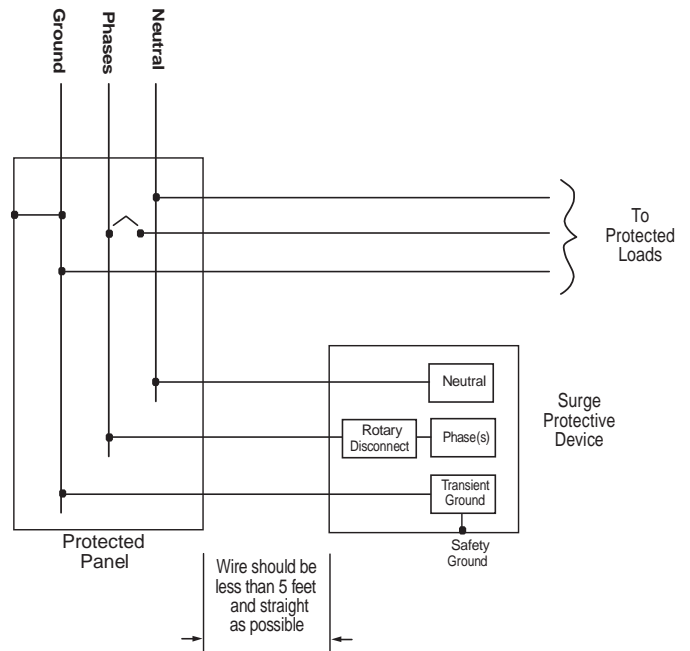 Ground
Phases
Neutral
To
Protected
Loads
Neutral
Rotary
Disconnect
Phase(s)
Transient
Ground
Safety
Ground
Surge
Protective
Device
Protected
Panel
Wire should be
less than 5 feet
and straight
as possible